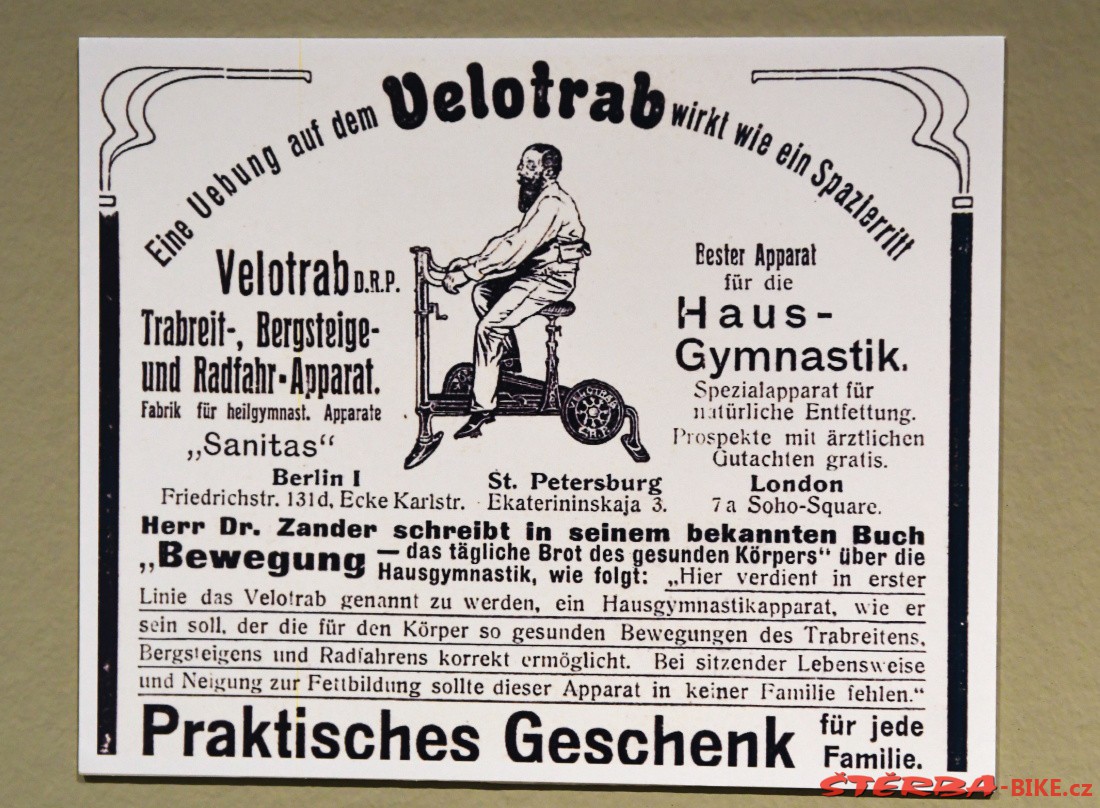 Eine Uebung auf dem Velotrab wirkt wie ein Spazierritt
Velotrab D.R.P.
Trabreit-, Bergsteige-
und Radfahr-Apparat.
Fabrik für heilgymnast. Apparate
„Sanitas“
Bester Apparat
für die
Haus-
Gymnastik.
Spezialapparat für
natürliche Entfettung.
Prospekte mit ärztlichen
Gutachten gratis.
VELOTRAB
Berlin I
Friedrichstr. 131d, Ecke Karlstr.
St. Petersburg
Ekaterininskaja 3.
London
7a Soho-Square.
Herr Dr. Zander schreibt in seinem bekannten Buch
„Bewegung — das tägliche Brot des gesunden Körpers“ über die
Hausgymnastik, wie folgt: „Hier verdient in erster
Linie das Velotrab genannt zu werden, ein Hausgymnastikapparat, wie er
sein soll, der die für den Körper so gesunden Bewegungen des Trabreitens,
Bergsteigens und Radfahrens korrekt ermöglicht. Bei sitzender Lebensweise
und Neigung zur Fettbildung sollte dieser Apparat in keiner Familie fehlen.“
Praktisches Geschenk für jede
Familie.
ŠTĚRBA-BIKE.cz